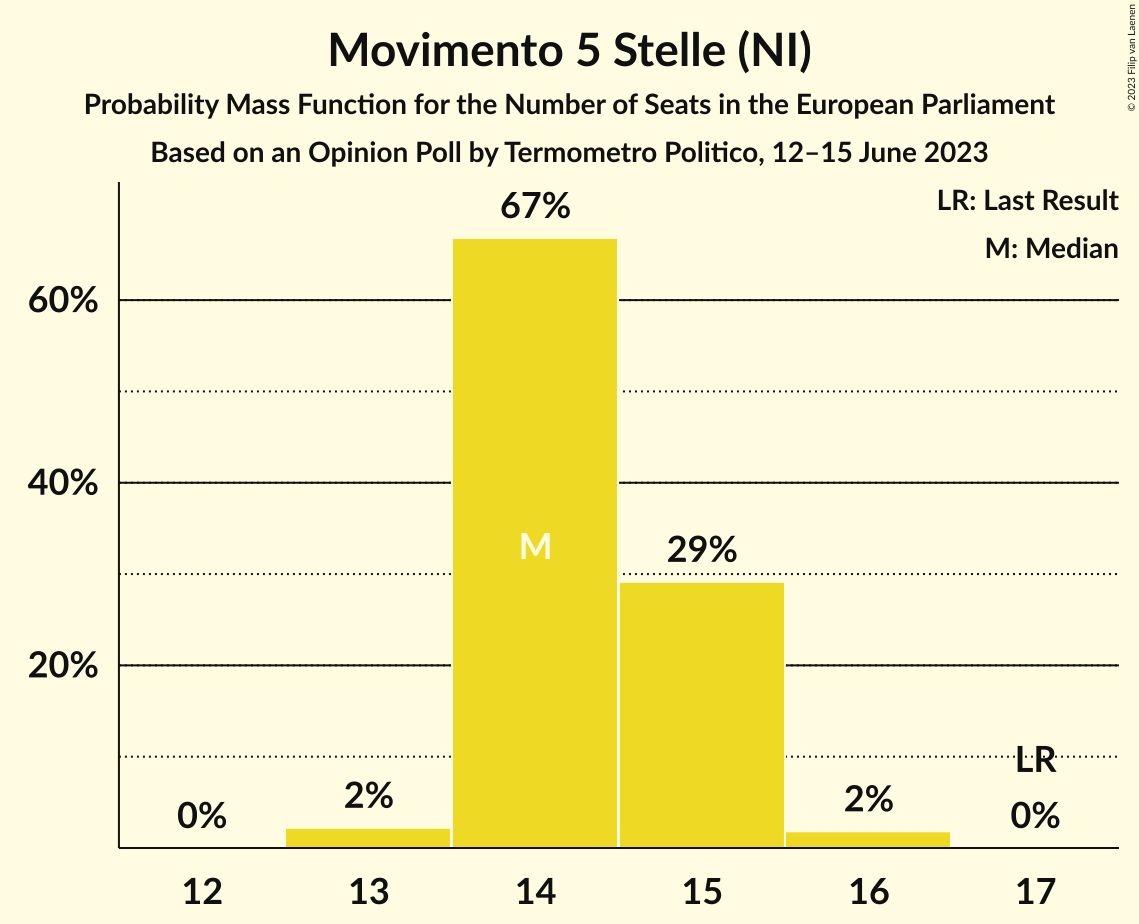 Movimento 5 Stelle (NI)
Probability Mass Function for the Number of Seats in the European Parliament
Based on an Opinion Poll by Termometro Politico, 12–15 June 2023
© 2023 Filip van Laenen
LR: Last Result
M: Median
67%
60%
40%
M
29%
20%
LR
0%
2%
2%
0%
12 13 14 15 16 17